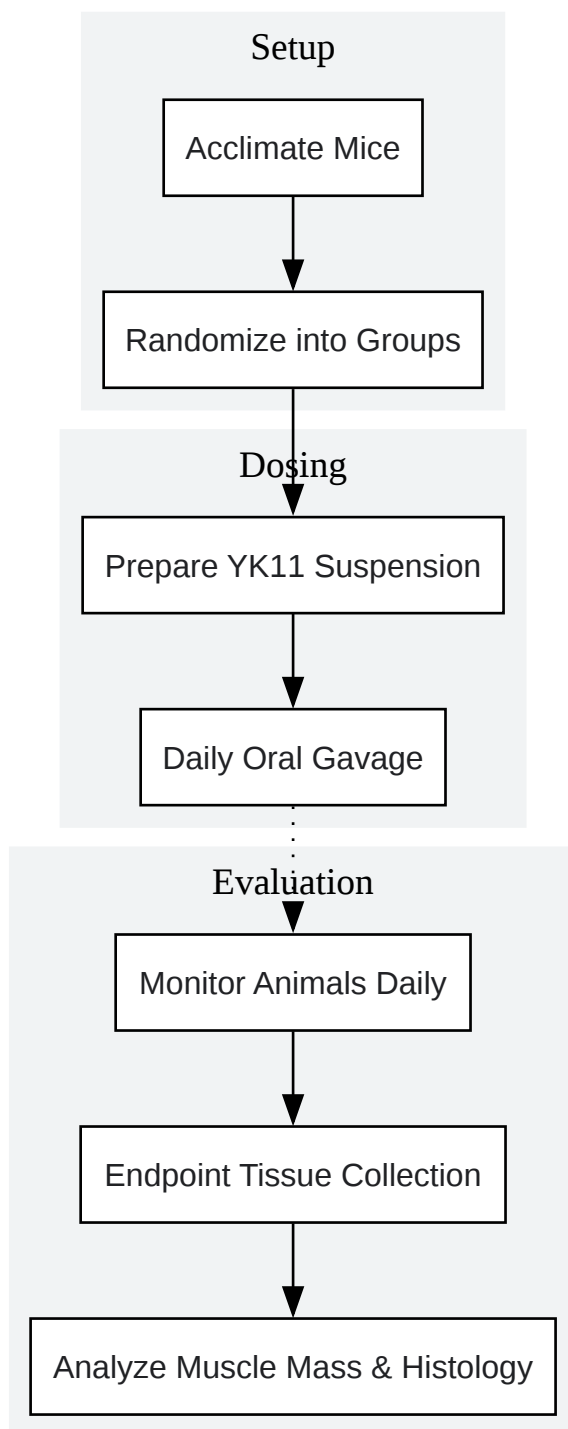 Setup
Acclimate Mice
Randomize into Groups
Dosing
Prepare YK11 Suspension
Daily Oral Gavage
Evaluation
Monitor Animals Daily
Endpoint Tissue Collection
Analyze Muscle Mass & Histology